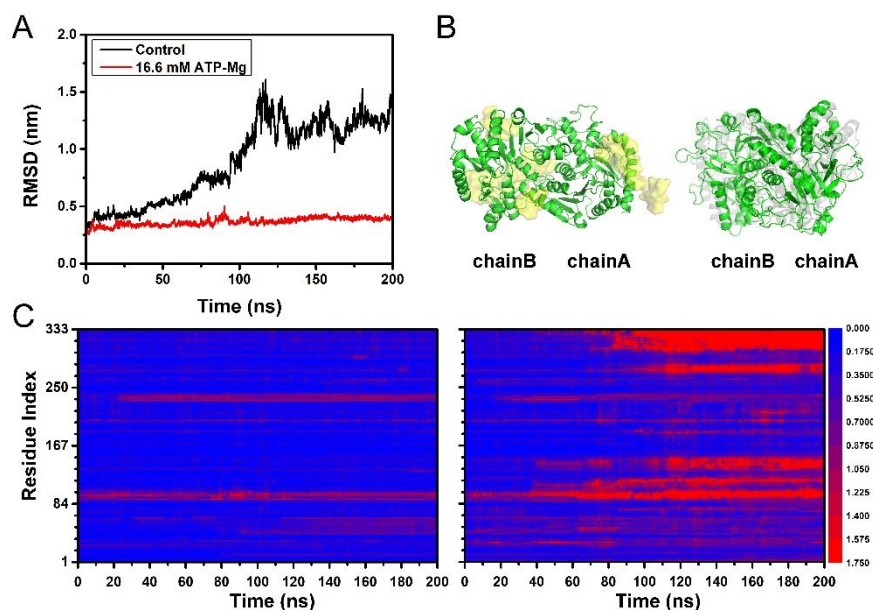 A
B
2.0
1.5
1.0
0.5
0.0
RMSD (nm)
Control
16.6 mM ATP-Mg
0 50 100 150 200
Time (ns)
chainB chainA
chainB chainA
C
333
250
167
84
1
Residue Index
0 20 40 60 80 100 120 140 160 180 200
Time (ns)
0 20 40 60 80 100 120 140 160 180 200
Time (ns)
0.000
0.1750
0.3500
0.5250
0.7000
0.8750
1.050
1.225
1.400
1.575
1.750